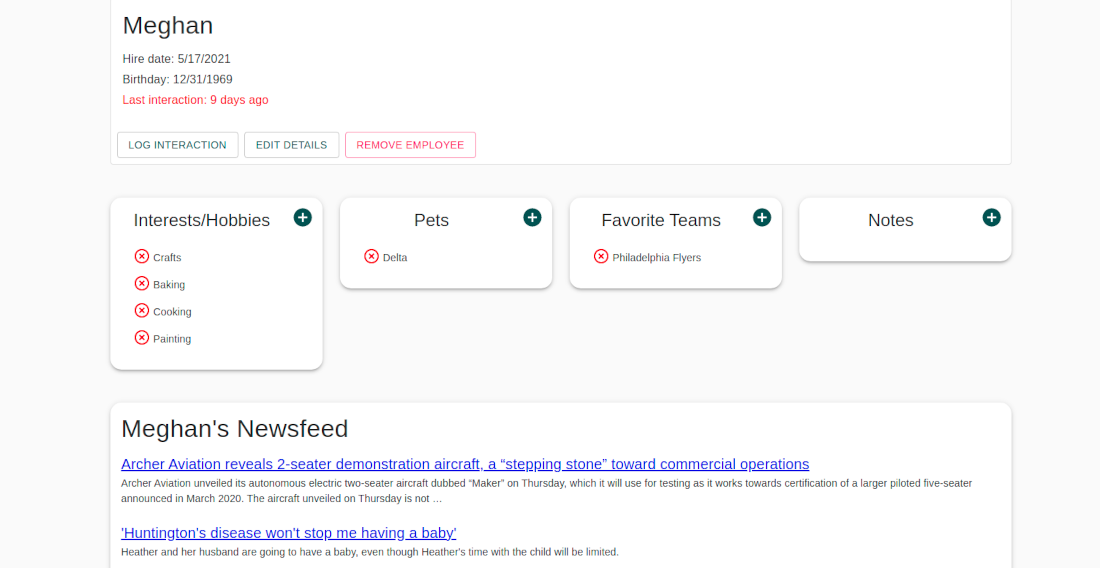 Meghan
Hire date: 5/17/2021
Birthday: 12/31/1969
Last interaction: 9 days ago
LOG INTERACTION EDIT DETAILS REMOVE EMPLOYEE
Interests/Hobbies
Crafts
Baking
Cooking
Painting
Pets
Delta
Favorite Teams
Philadelphia Flyers
Notes
Meghan's Newsfeed
Archer Aviation reveals 2-seater demonstration aircraft, a “stepping stone” toward commercial operations
Archer Aviation unveiled its autonomous electric two-seater aircraft dubbed “Maker” on Thursday, which it will use for testing as it works towards certification of a larger piloted five-seater
announced in March 2020. The aircraft unveiled on Thursday is not …
'Huntington's disease won't stop me having a baby'
Heather and her husband are going to have a baby, even though Heather's time with the child will be limited.